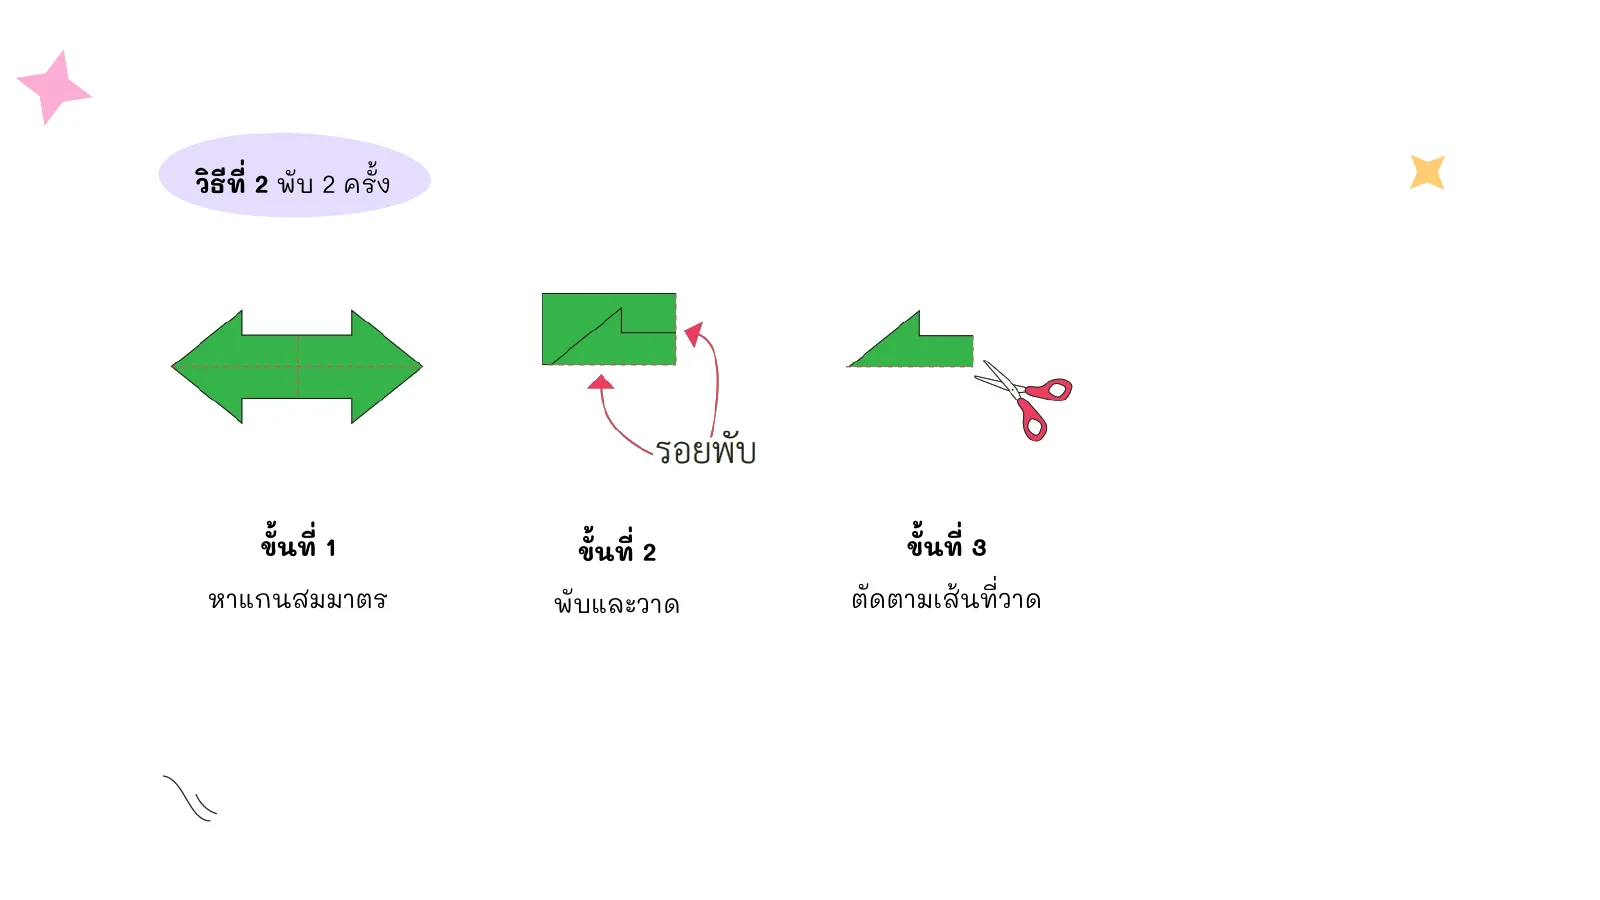 วิธีที่ 2 พับ 2 ครั้ง
รอยพับ
ขั้นที่ 1
หาแกนสมมาตร
ขั้นที่ 2
พับและวาด
ขั้นที่ 3
ตัดตามเส้นที่วาด